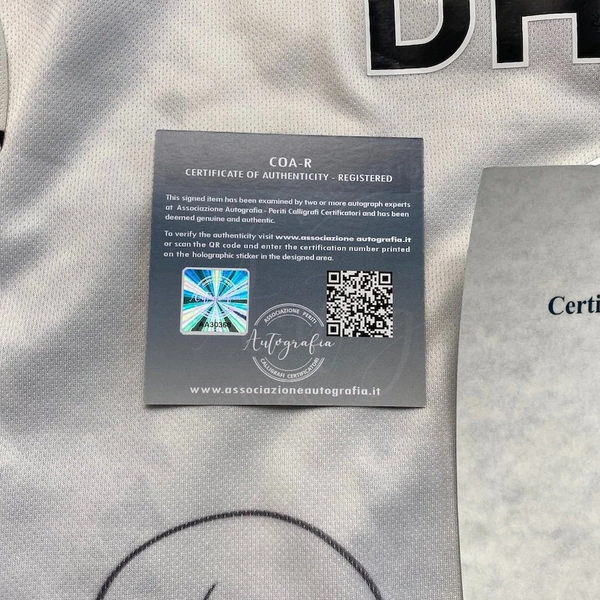 DH
COA-R
CERTIFICATE OF AUTHENTICITY - REGISTERED
This signed item has been examined by two or more autograph experts
at Associazione Autografia - Periti Calligrafi Certificatori and has been
deemed genuine and authentic.
To verify the authenticity visit www.associazione autografia.it
or scan the QR code and enter the certification number printed
on the holographic sticker in the designed area.
Certi
ASSOCIAZIONE PERITI
Autografia
CALLIGRAFI CERTIFICATORI
www.associazioneautografia.it